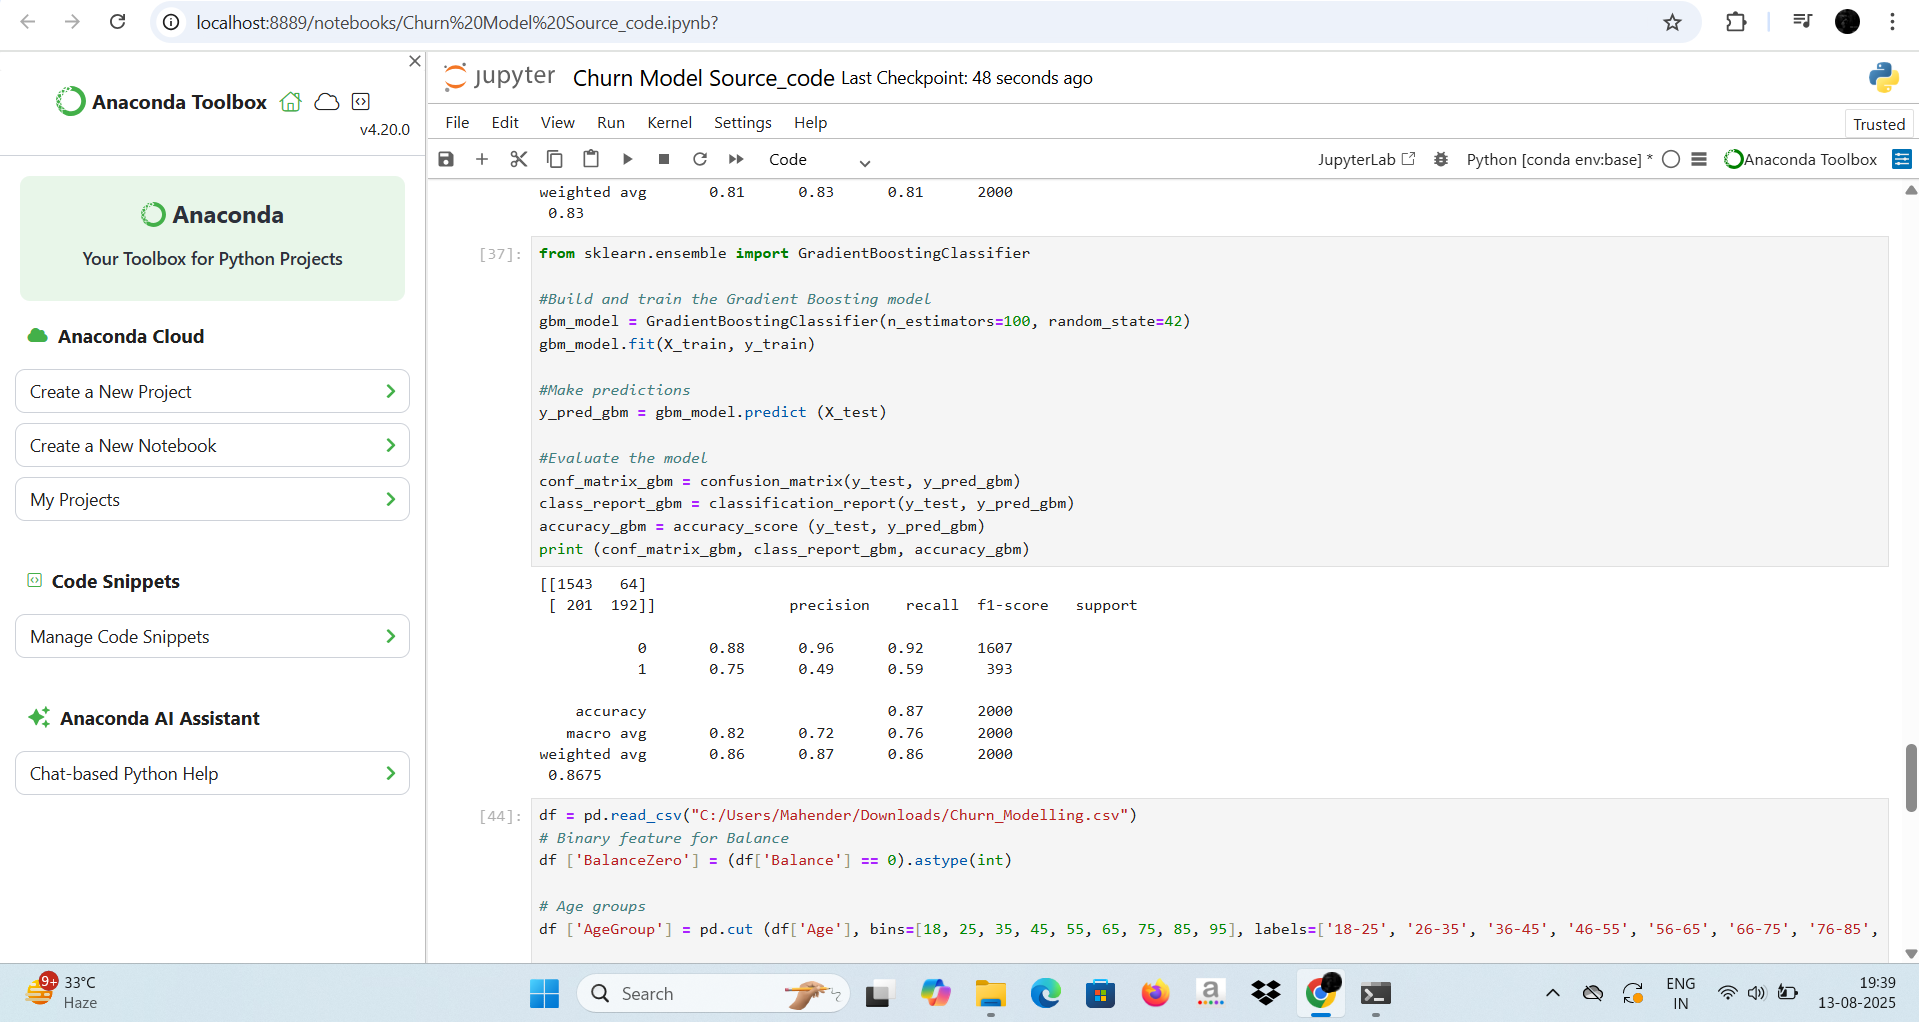 localhost:8889/notebooks/Churn%20Model%20Source_code.ipynb?
Anaconda Toolbox
v4.20.0
Anaconda
Your Toolbox for Python Projects
Anaconda Cloud
Create a New Project
Create a New Notebook
My Projects
Code Snippets
Manage Code Snippets
Anaconda AI Assistant
Chat-based Python Help
jupyter Churn Model Source_code Last Checkpoint: 48 seconds ago
File Edit View Run Kernel Settings Help
Trusted
Code
JupyterLab Python [conda env:base] * Anaconda Toolbox
weighted avg 0.81 0.83 0.81 2000
0.83
[37]: from sklearn.ensemble import GradientBoostingClassifier
#Build and train the Gradient Boosting model
gbm_model = GradientBoostingClassifier(n_estimators=100, random_state=42)
gbm_model.fit(X_train, y_train)
#Make predictions
y_pred_gbm = gbm_model.predict (X_test)
#Evaluate the model
conf_matrix_gbm = confusion_matrix(y_test, y_pred_gbm)
class_report_gbm = classification_report(y_test, y_pred_gbm)
accuracy_gbm = accuracy_score (y_test, y_pred_gbm)
print (conf_matrix_gbm, class_report_gbm, accuracy_gbm)
[[1543 64]
[ 201 192]] precision recall f1-score support
0 0.88 0.96 0.92 1607
1 0.75 0.49 0.59 393
accuracy 0.87 2000
macro avg 0.82 0.72 0.76 2000
weighted avg 0.86 0.87 0.86 2000
0.8675
[44]: df = pd.read_csv("C:/Users/Mahender/Downloads/Churn_Modelling.csv")
# Binary feature for Balance
df ['BalanceZero'] = (df['Balance'] == 0).astype(int)
# Age groups
df ['AgeGroup'] = pd.cut (df['Age'], bins=[18, 25, 35, 45, 55, 65, 75, 85, 95], labels=['18-25', '26-35', '36-45', '46-55', '56-65', '66-75', '76-85',
9+
33°C
Haze
Search
a
ENG
IN
19:39
13-08-2025